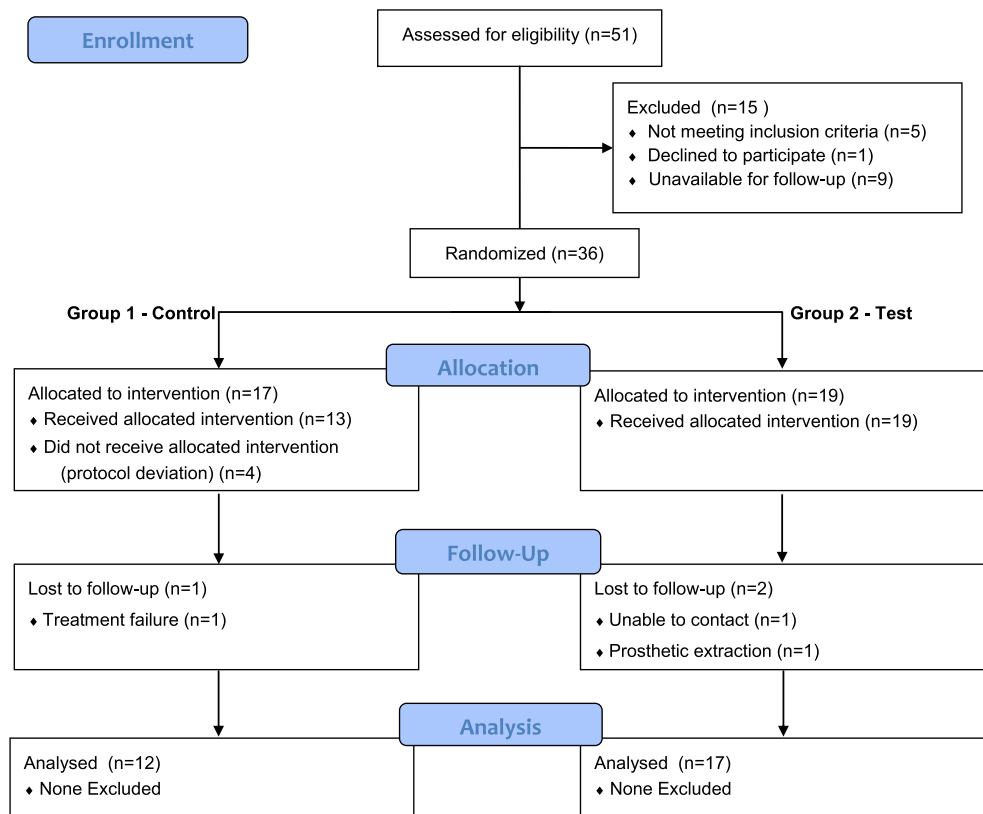 Enrollment
Assessed for eligibility (n=51)
Excluded (n=15 )
♦ Not meeting inclusion criteria (n=5)
♦ Declined to participate (n=1)
♦ Unavailable for follow-up (n=9)
Randomized (n=36)
Group 1 - Control
Group 2 - Test
Allocation
Allocated to intervention (n=17)
♦ Received allocated intervention (n=13)
♦ Did not receive allocated intervention
(protocol deviation) (n=4)
Allocated to intervention (n=19)
♦ Received allocated intervention (n=19)
Follow-Up
Lost to follow-up (n=1)
♦ Treatment failure (n=1)
Lost to follow-up (n=2)
♦ Unable to contact (n=1)
♦ Prosthetic extraction (n=1)
Analysis
Analysed (n=12)
♦ None Excluded
Analysed (n=17)
♦ None Excluded